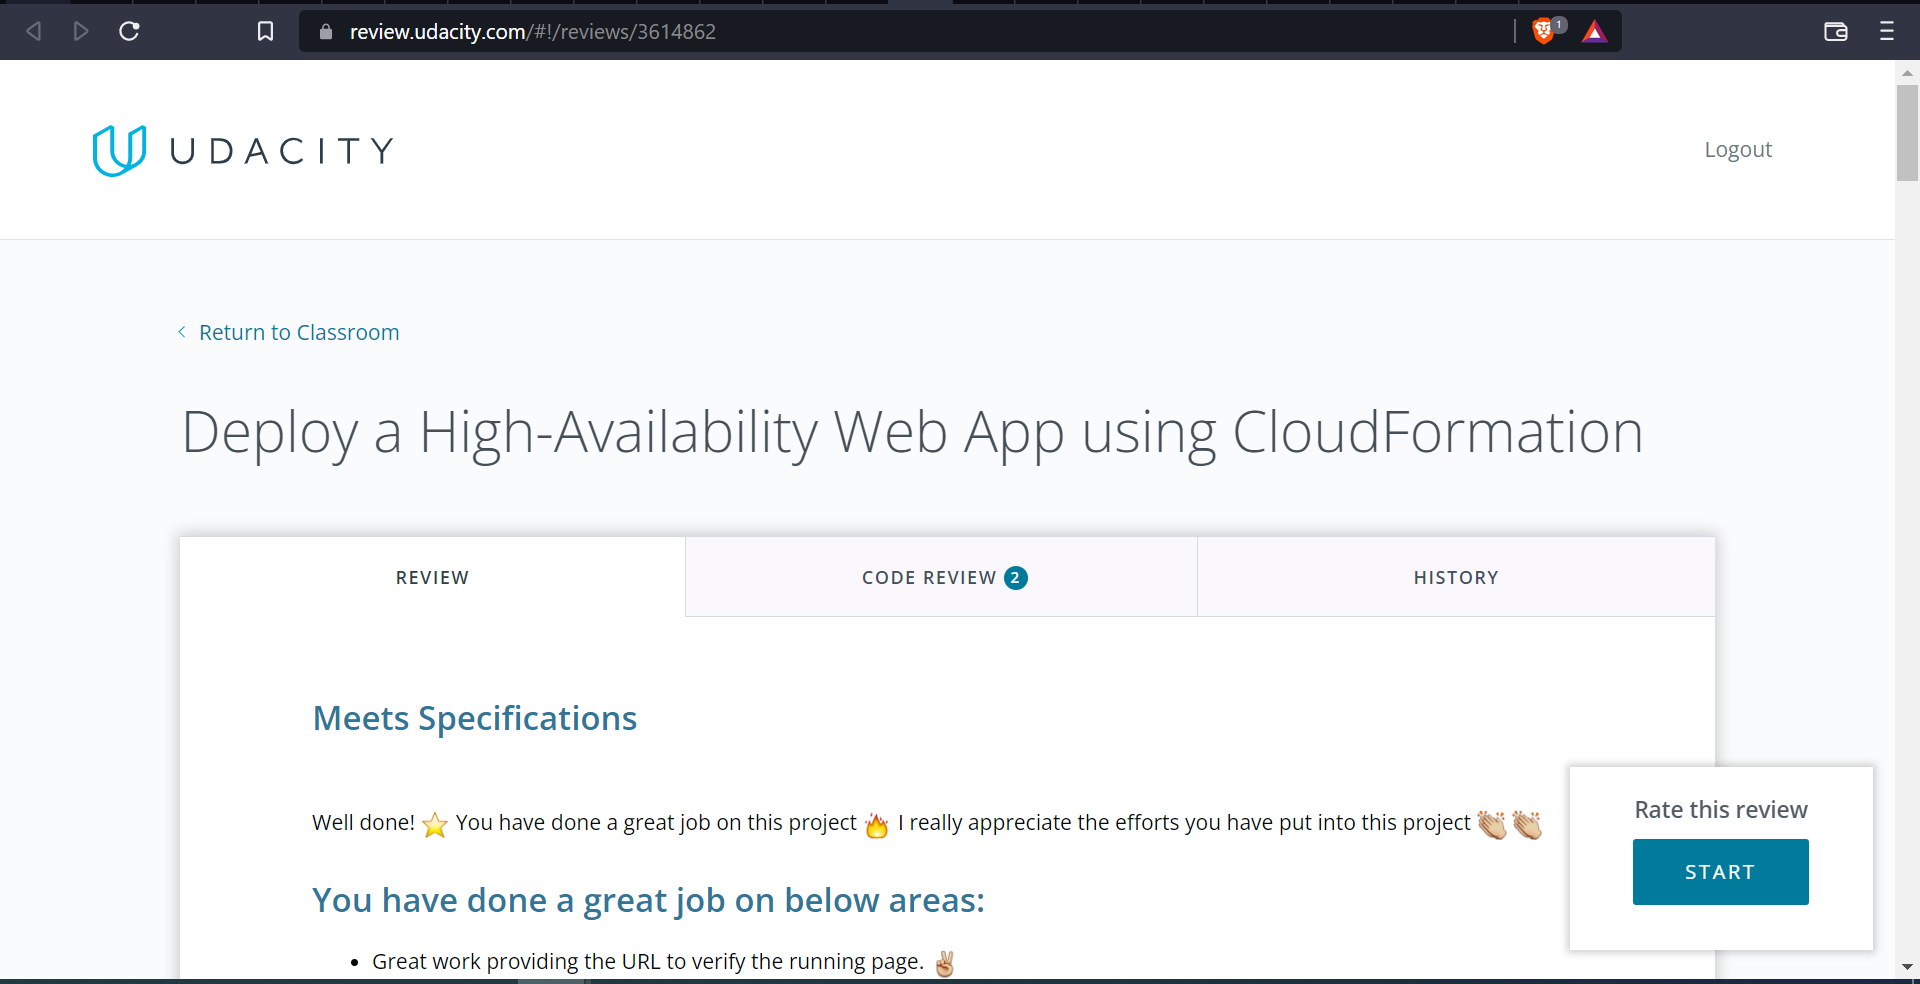 review.udacity.com/#!/reviews/3614862
1
UDACITY
Logout
Return to Classroom
Deploy a High-Availability Web App using CloudFormation
REVIEW
CODE REVIEW 2
HISTORY
Meets Specifications
Rate this review
START
Well done! ⭐ You have done a great job on this project 🔥 I really appreciate the efforts you have put into this project 👏👏
You have done a great job on below areas:
• Great work providing the URL to verify the running page. ✌